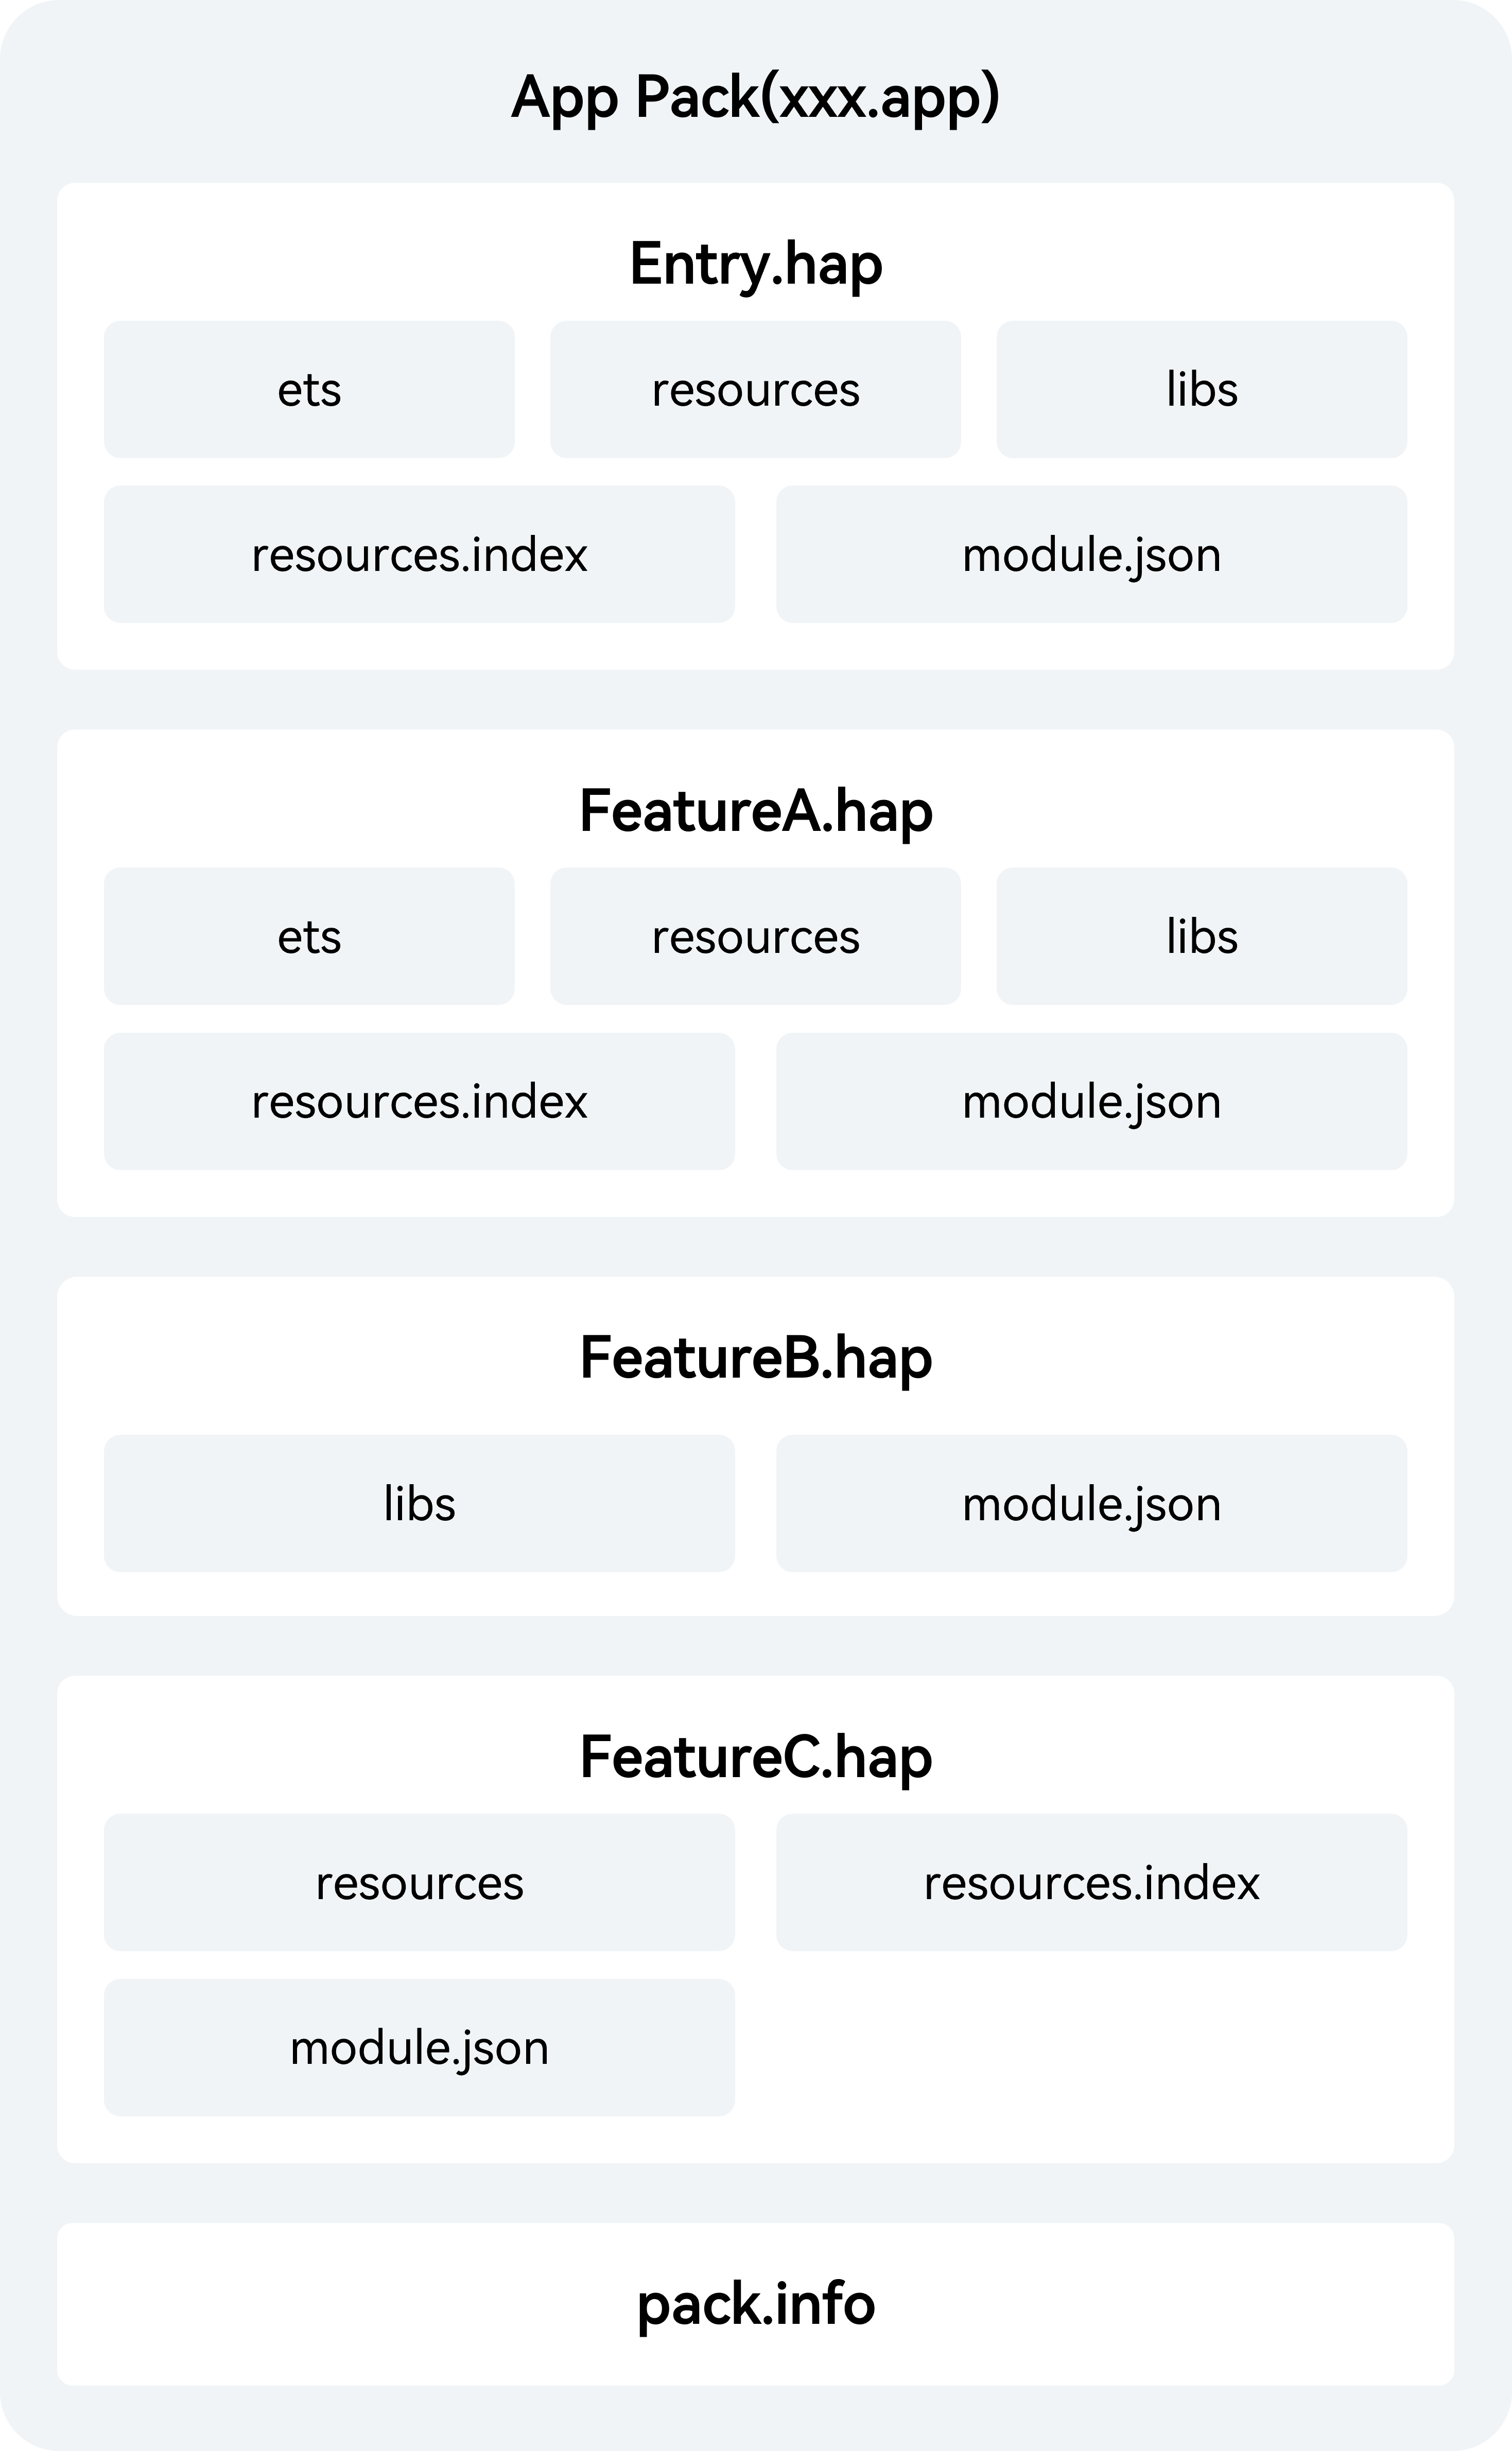 App Pack(xxx.app)
Entry.hap
ets
resources
libs
resources.index
module.json
FeatureA.hap
ets
resources
libs
resources.index
module.json
FeatureB.hap
libs
module.json
FeatureC.hap
resources
resources.index
module.json
pack.info